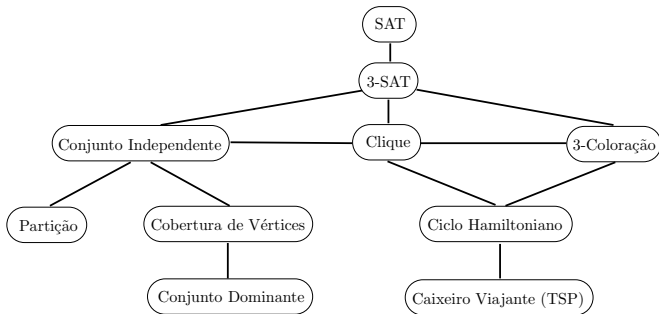 SAT
3-SAT
Conjunto Independente
Clique
3-Coloração
Partição
Cobertura de Vértices
Ciclo Hamiltoniano
Conjunto Dominante
Caixeiro Viajante (TSP)